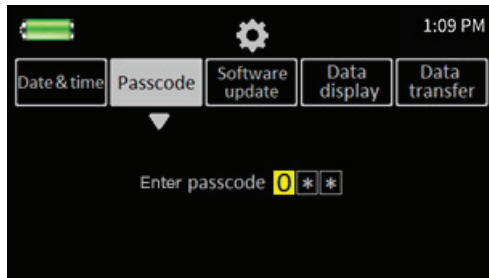 1:09 PM
Date & time Passcode Software update Data display Data transfer
Enter passcode 0 * *